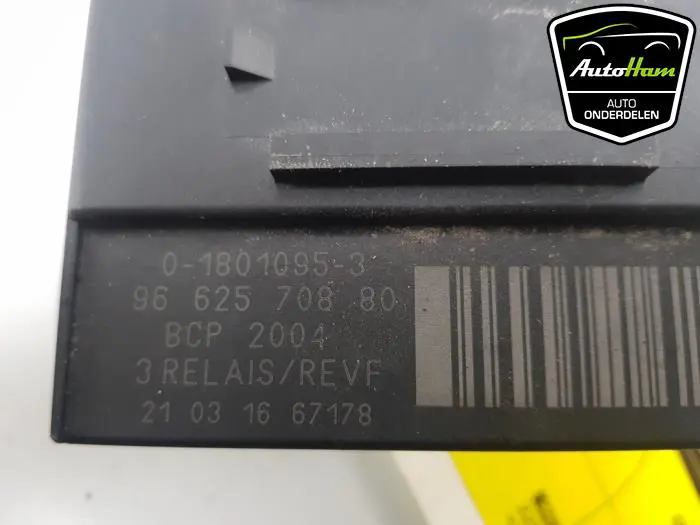 AutoHam
AUTO
ONDERDELEN
0-1801095-3
96 625 708 80
BCP 2004
3 RELAIS/REVF
21 03 16 67178